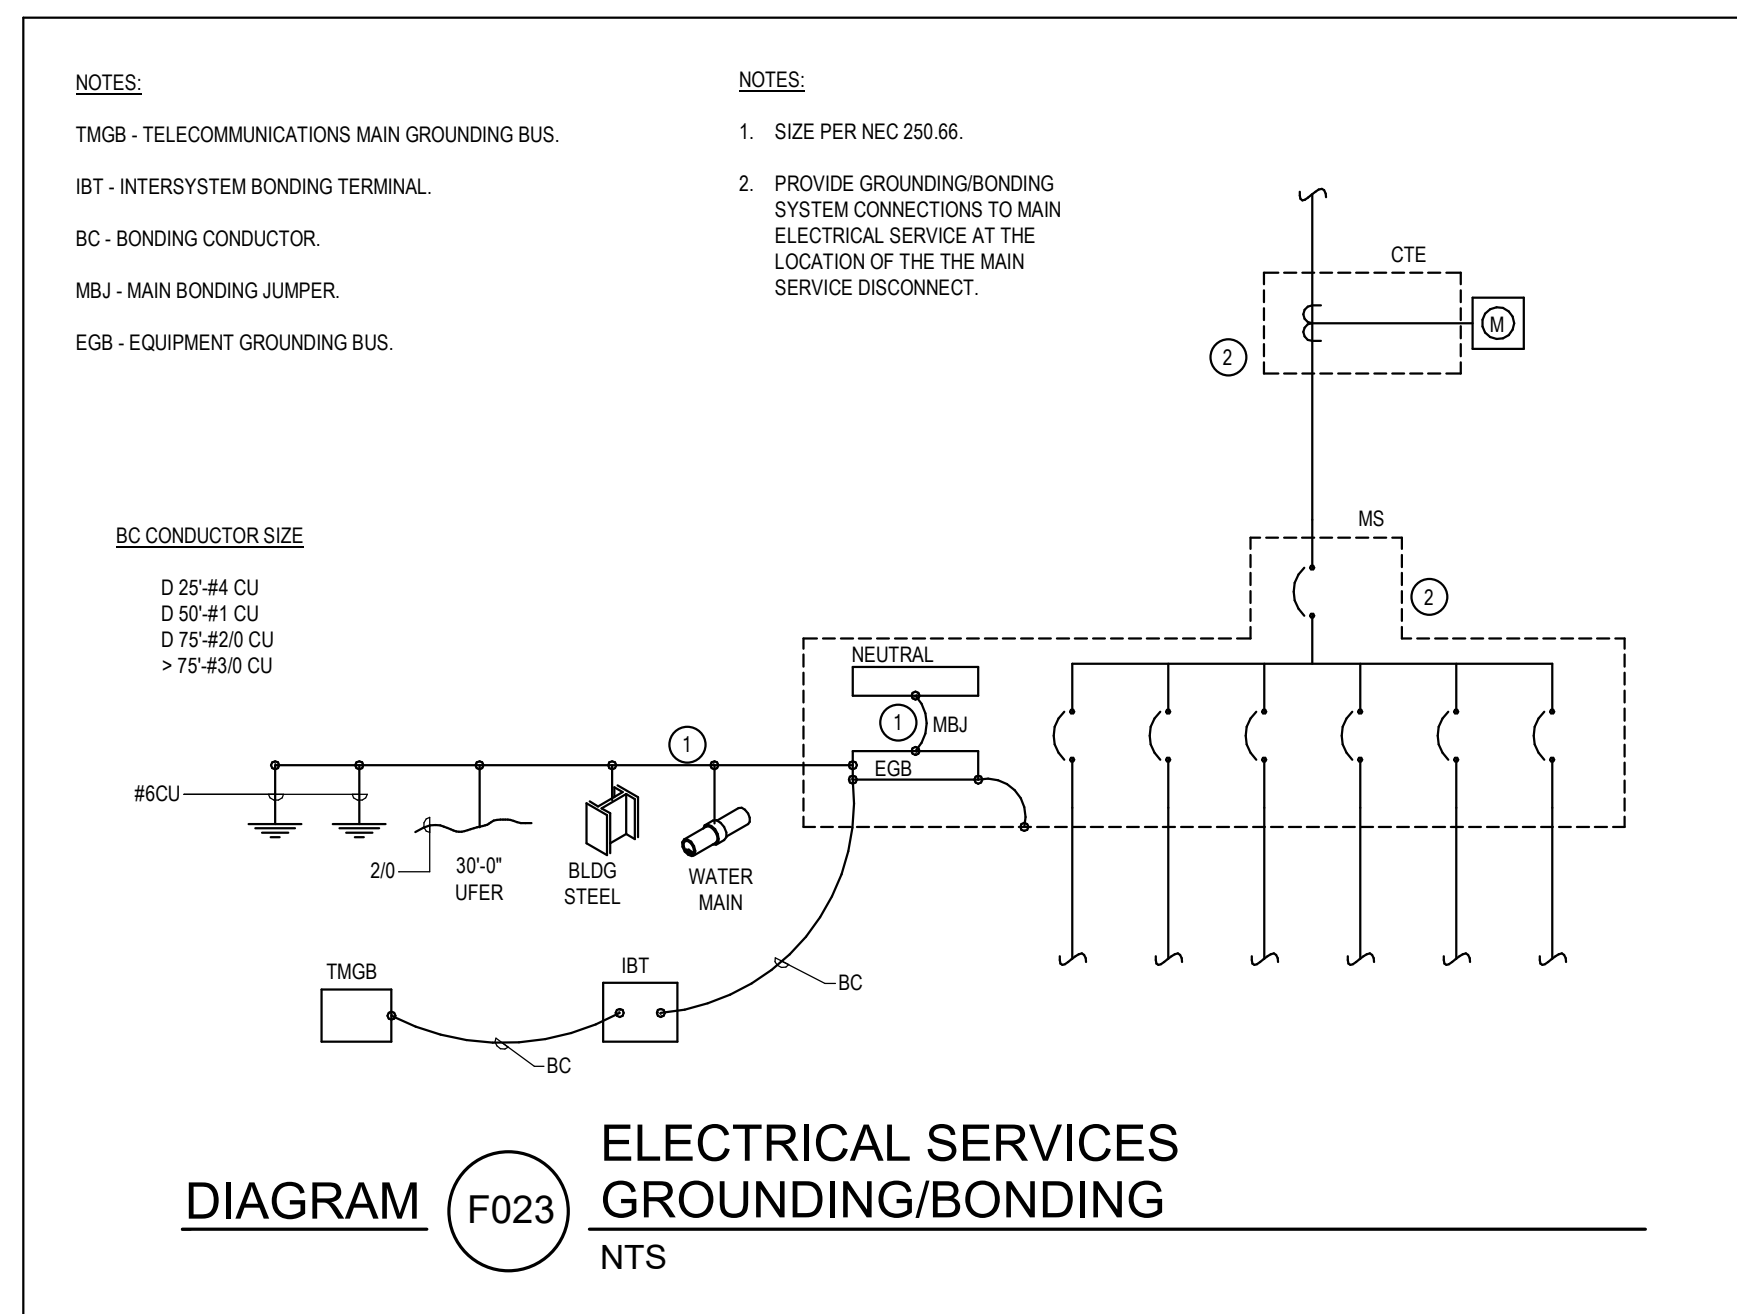 NOTES:
TMGB - TELECOMMUNICATIONS MAIN GROUNDING BUS.
IBT - INTERSYSTEM BONDING TERMINAL.
BC - BONDING CONDUCTOR.
MBJ - MAIN BONDING JUMPER.
EGB - EQUIPMENT GROUNDING BUS.
NOTES:
1. SIZE PER NEC 250.66.
2. PROVIDE GROUNDING/BONDING
SYSTEM CONNECTIONS TO MAIN
ELECTRICAL SERVICE AT THE
LOCATION OF THE THE MAIN
SERVICE DISCONNECT.
CTE
M
2
MS
2
BC CONDUCTOR SIZE
D 25'-#4 CU
D 50'-#1 CU
D 75'-#2/0 CU
> 75'-#3/0 CU
NEUTRAL
1
MBJ
1
EGB
#6CU
2/0
30'-0"
UFER
BLDG
STEEL
WATER
MAIN
TMGB
IBT
BC
BC
DIAGRAM
F023
ELECTRICAL SERVICES
GROUNDING/BONDING
NTS